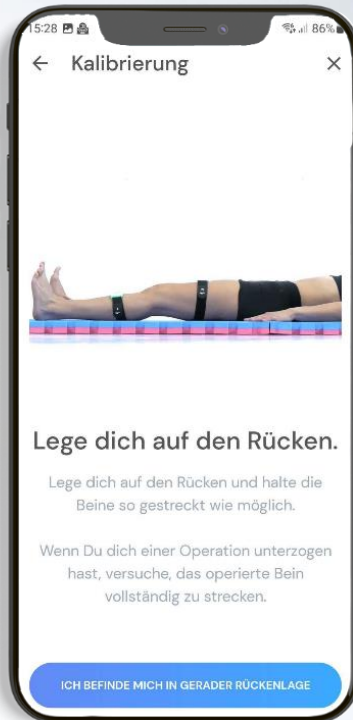 15:28 86%
Kalibrierung
Lege dich auf den Rücken.
Lege dich auf den Rücken und halte die
Beine so gestreckt wie möglich.
Wenn Du dich einer Operation unterzogen
hast, versuche, das operierte Bein
vollständig zu strecken.
ICH BEFINDE MICH IN GERADER RÜCKENLAGE